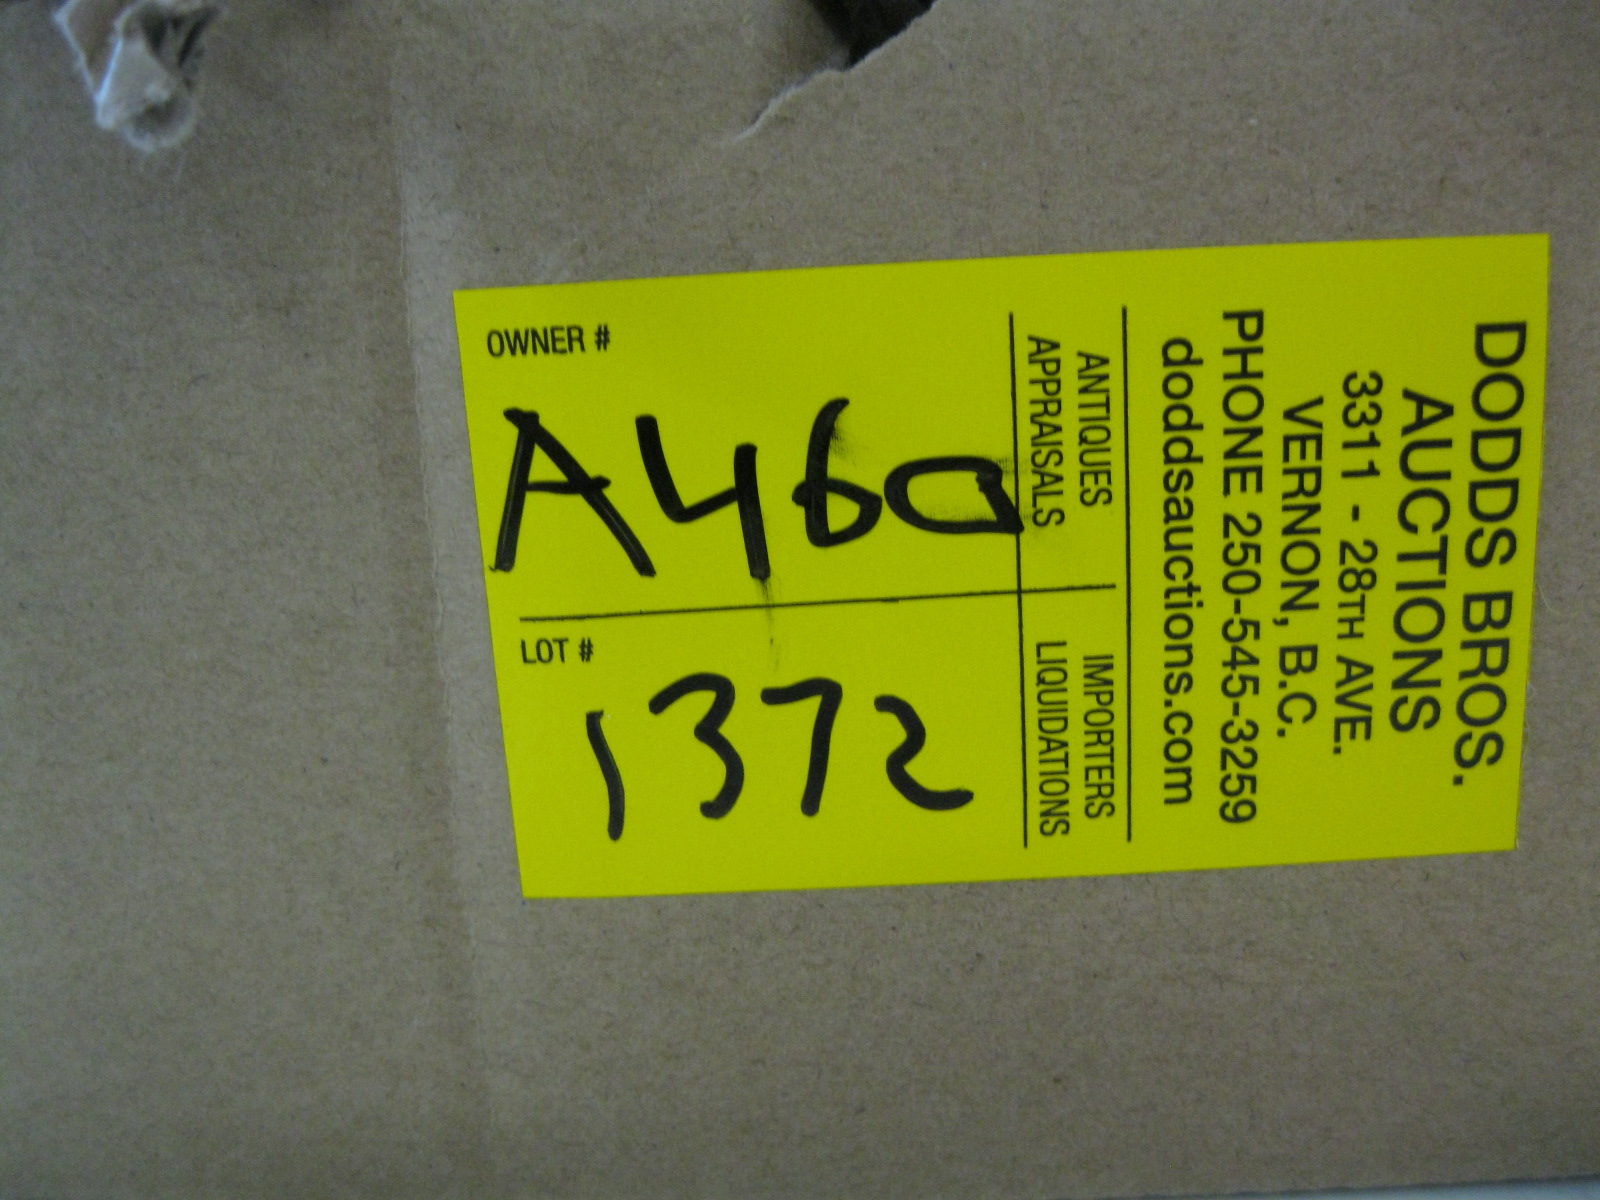 DODDS BROS.
AUCTIONS
3311 - 28TH AVE.
VERNON, B.C.
PHONE 250-545-3259
doddsauctions.com
ANTIQUES
APPRAISALS
IMPORTERS
LIQUIDATIONS
OWNER #
A460
LOT #
1372